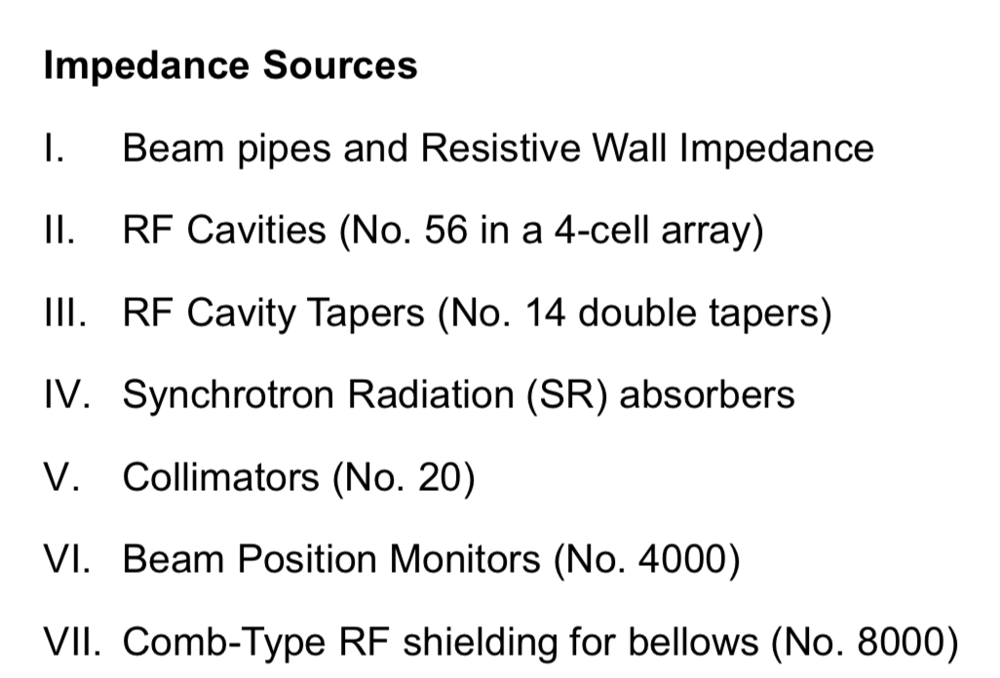 Impedance Sources
I. Beam pipes and Resistive Wall Impedance
II. RF Cavities (No. 56 in a 4-cell array)
III. RF Cavity Tapers (No. 14 double tapers)
IV. Synchrotron Radiation (SR) absorbers
V. Collimators (No. 20)
VI. Beam Position Monitors (No. 4000)
VII. Comb-Type RF shielding for bellows (No. 8000)